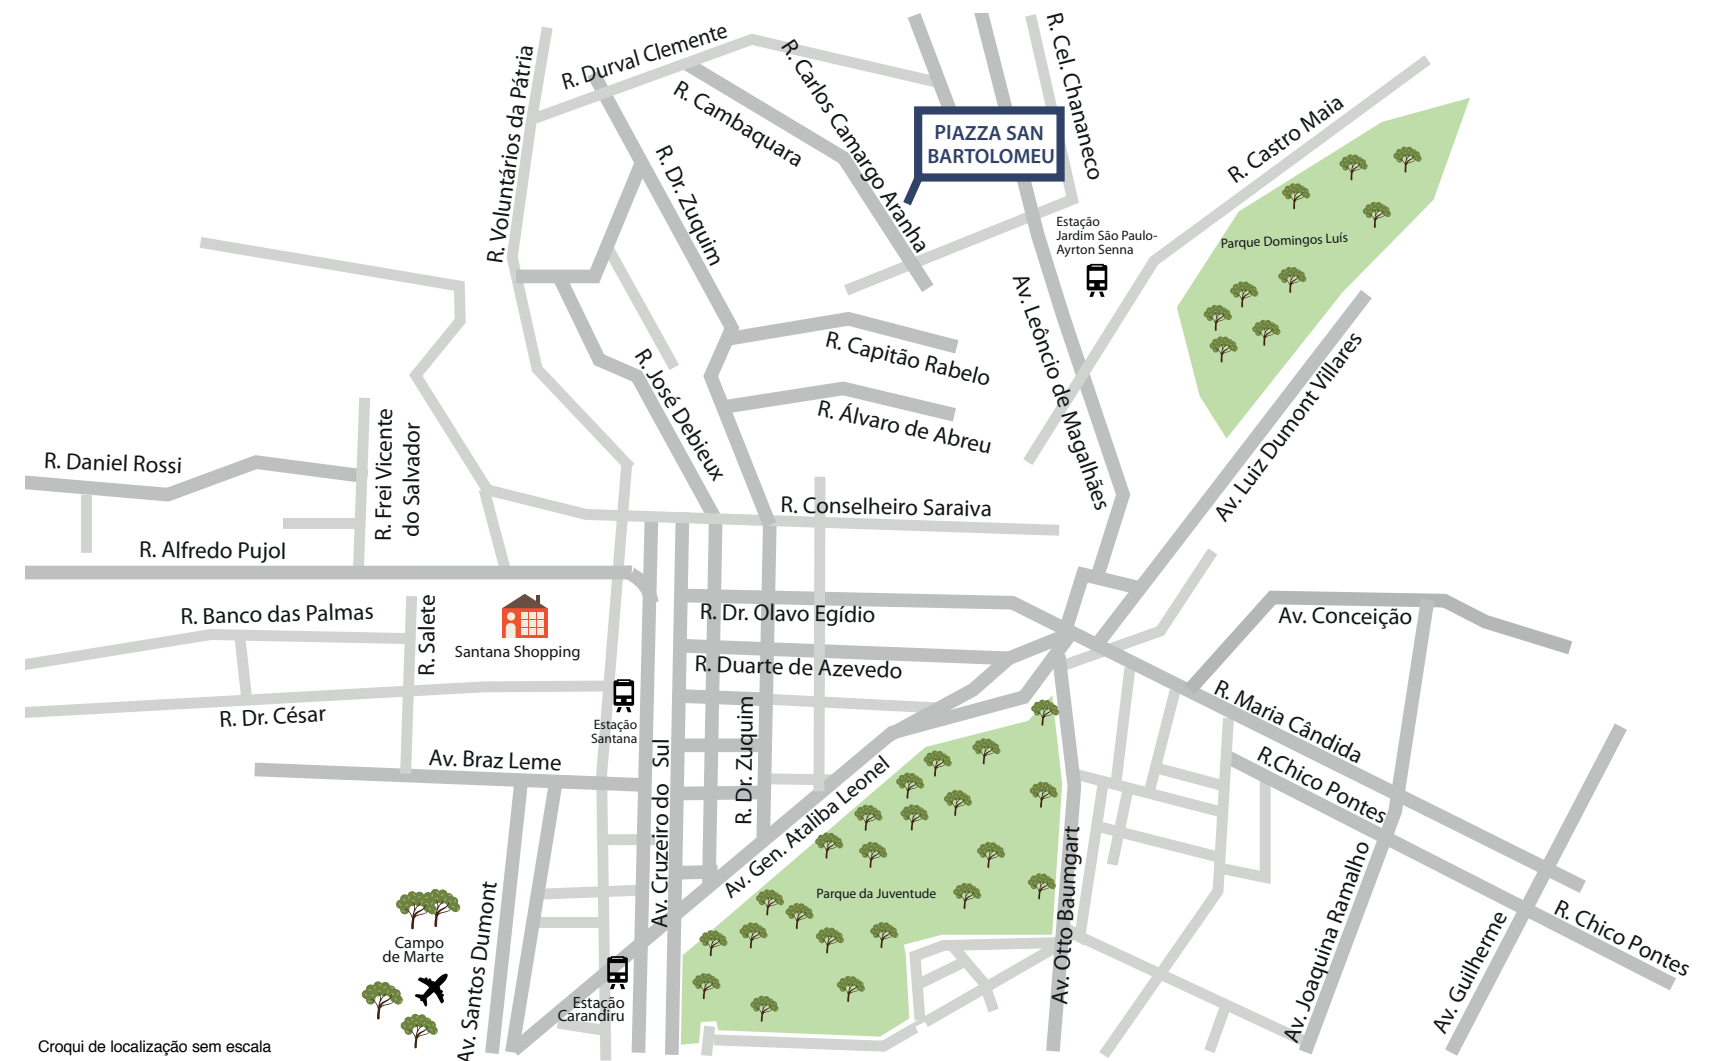 R. Voluntários da Pátria
R. Durval Clemente
R. Cambaquara
R. Carlos Camargo Aranha
R. Cel. Chananeco
PIAZZA SAN
BARTOLOMEU
R. Castro Maia
R. Dr. Zuquim
Estação
Jardim São Paulo-
Ayrton Senna
Parque Domingos Luís
Av. Leôncio de Magalhães
R. Capitão Rabelo
R. José Debieux
R. Álvaro de Abreu
Av. Luiz Dumont Villares
R. Daniel Rossi
R. Frei Vicente
do Salvador
R. Conselheiro Saraiva
R. Alfredo Pujol
R. Banco das Palmas
R. Salete
Santana Shopping
R. Dr. Olavo Egídio
Av. Conceição
R. Duarte de Azevedo
R. Dr. César
Estação
Santana
R. Maria Cândida
Av. Braz Leme
Av. Cruzeiro do Sul
R. Dr. Zuquim
Av. Gen. Ataliba Leonel
R.Chico Pontes
Parque da Juventude
Av. Otto Baumgart
Av. Joaquina Ramalho
Av. Guilherme
R. Chico Pontes
Campo
de Marte
Av. Santos Dumont
Estação
Carandiru
Croqui de localização sem escala